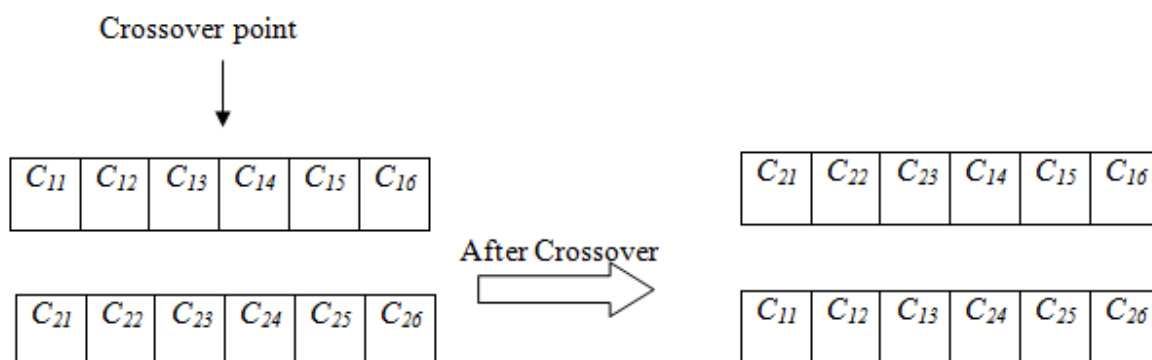 Crossover point
C11 C12 C13 C14 C15 C16
C21 C22 C23 C14 C15 C16
After Crossover
C21 C22 C23 C24 C25 C26
C11 C12 C13 C24 C25 C26